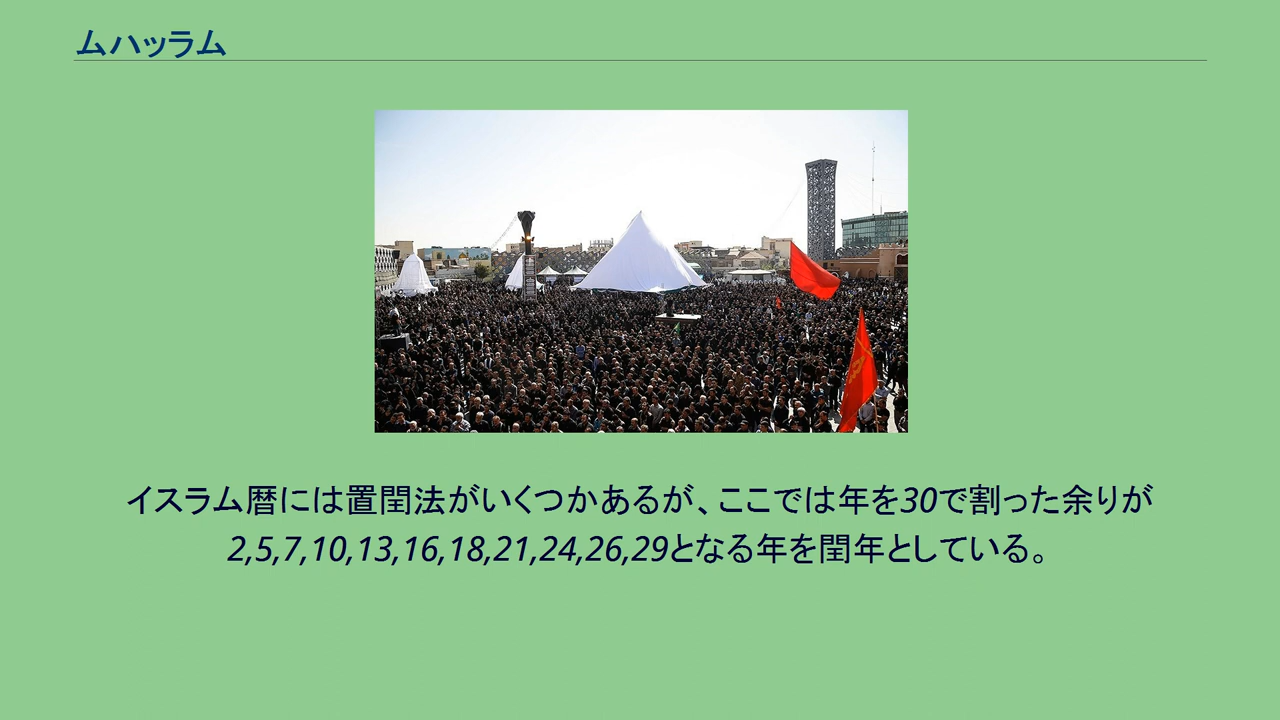 ムハッラム
イスラム暦には置閏法がいくつかあるが、ここでは年を30で割った余りが
2,5,7,10,13,16,18,21,24,26,29となる年を閏年としている。